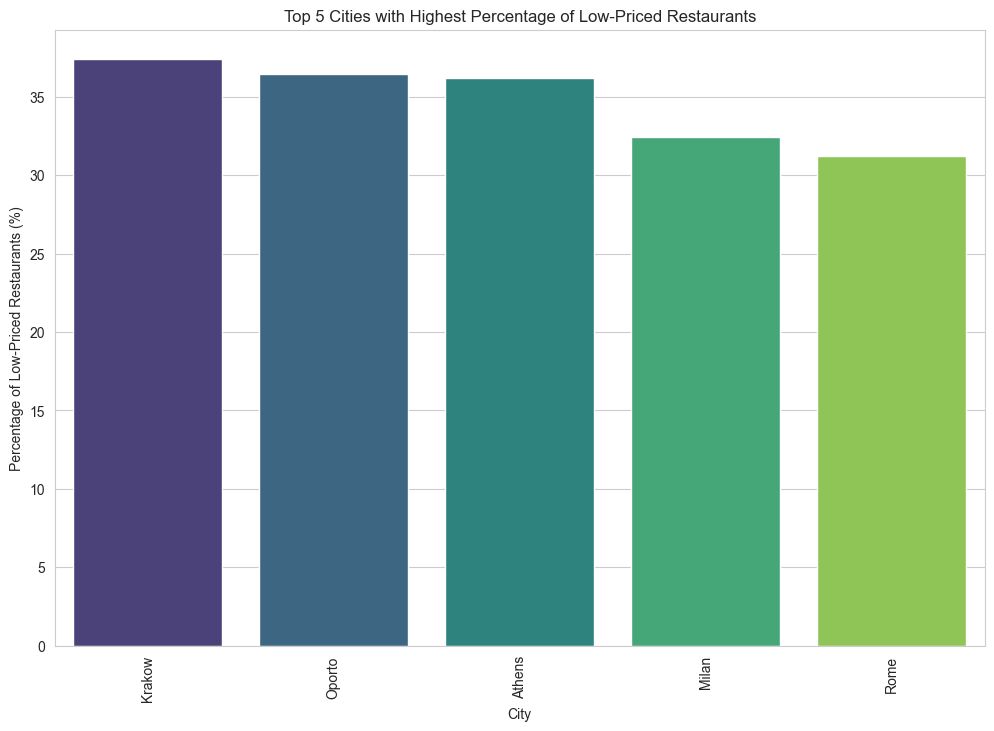 Top 5 Cities with Highest Percentage of Low-Priced Restaurants
Percentage of Low-Priced Restaurants (%)
35
30
25
20
15
10
5
0
Krakow
Oporto
Athens
Milan
Rome
City